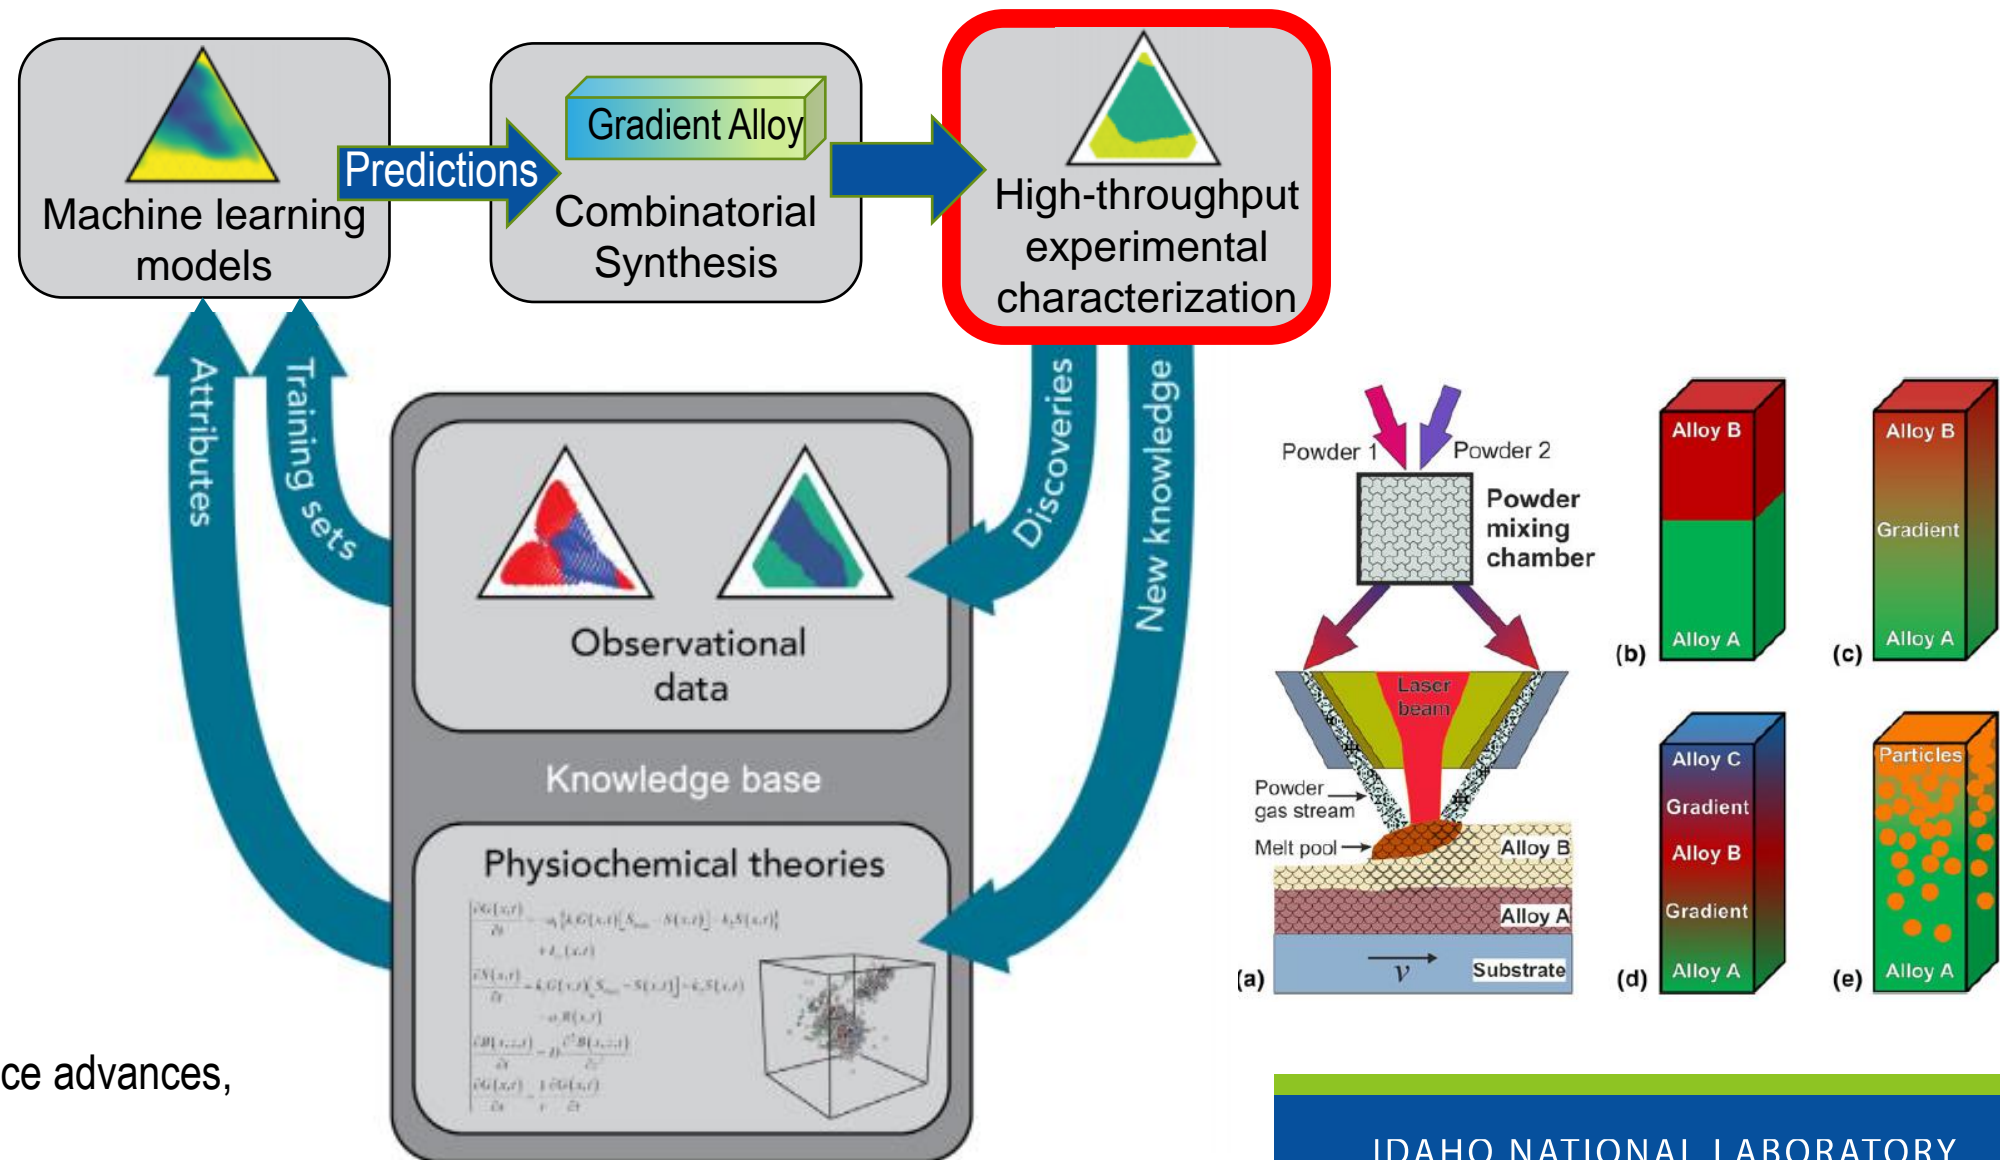 Machine learning
models
Predictions
Gradient Alloy
Combinatorial
Synthesis
High-throughput
experimental
characterization
Attributes
Training sets
Discoveries
New knowledge
Observational
data
Knowledge base
Physiochemical theories
ce advances,
Powder 1
Powder 2
Powder
mixing
chamber
Laser
beam
Powder
gas stream
Melt pool
Alloy B
Alloy A
v
Substrate
(a)
Alloy B
Alloy A
(b)
Alloy B
Gradient
Alloy A
(c)
Alloy C
Gradient
Alloy B
Gradient
Alloy A
(d)
Particles
Alloy A
(e)
IDAHO NATIONAL LABORATORY